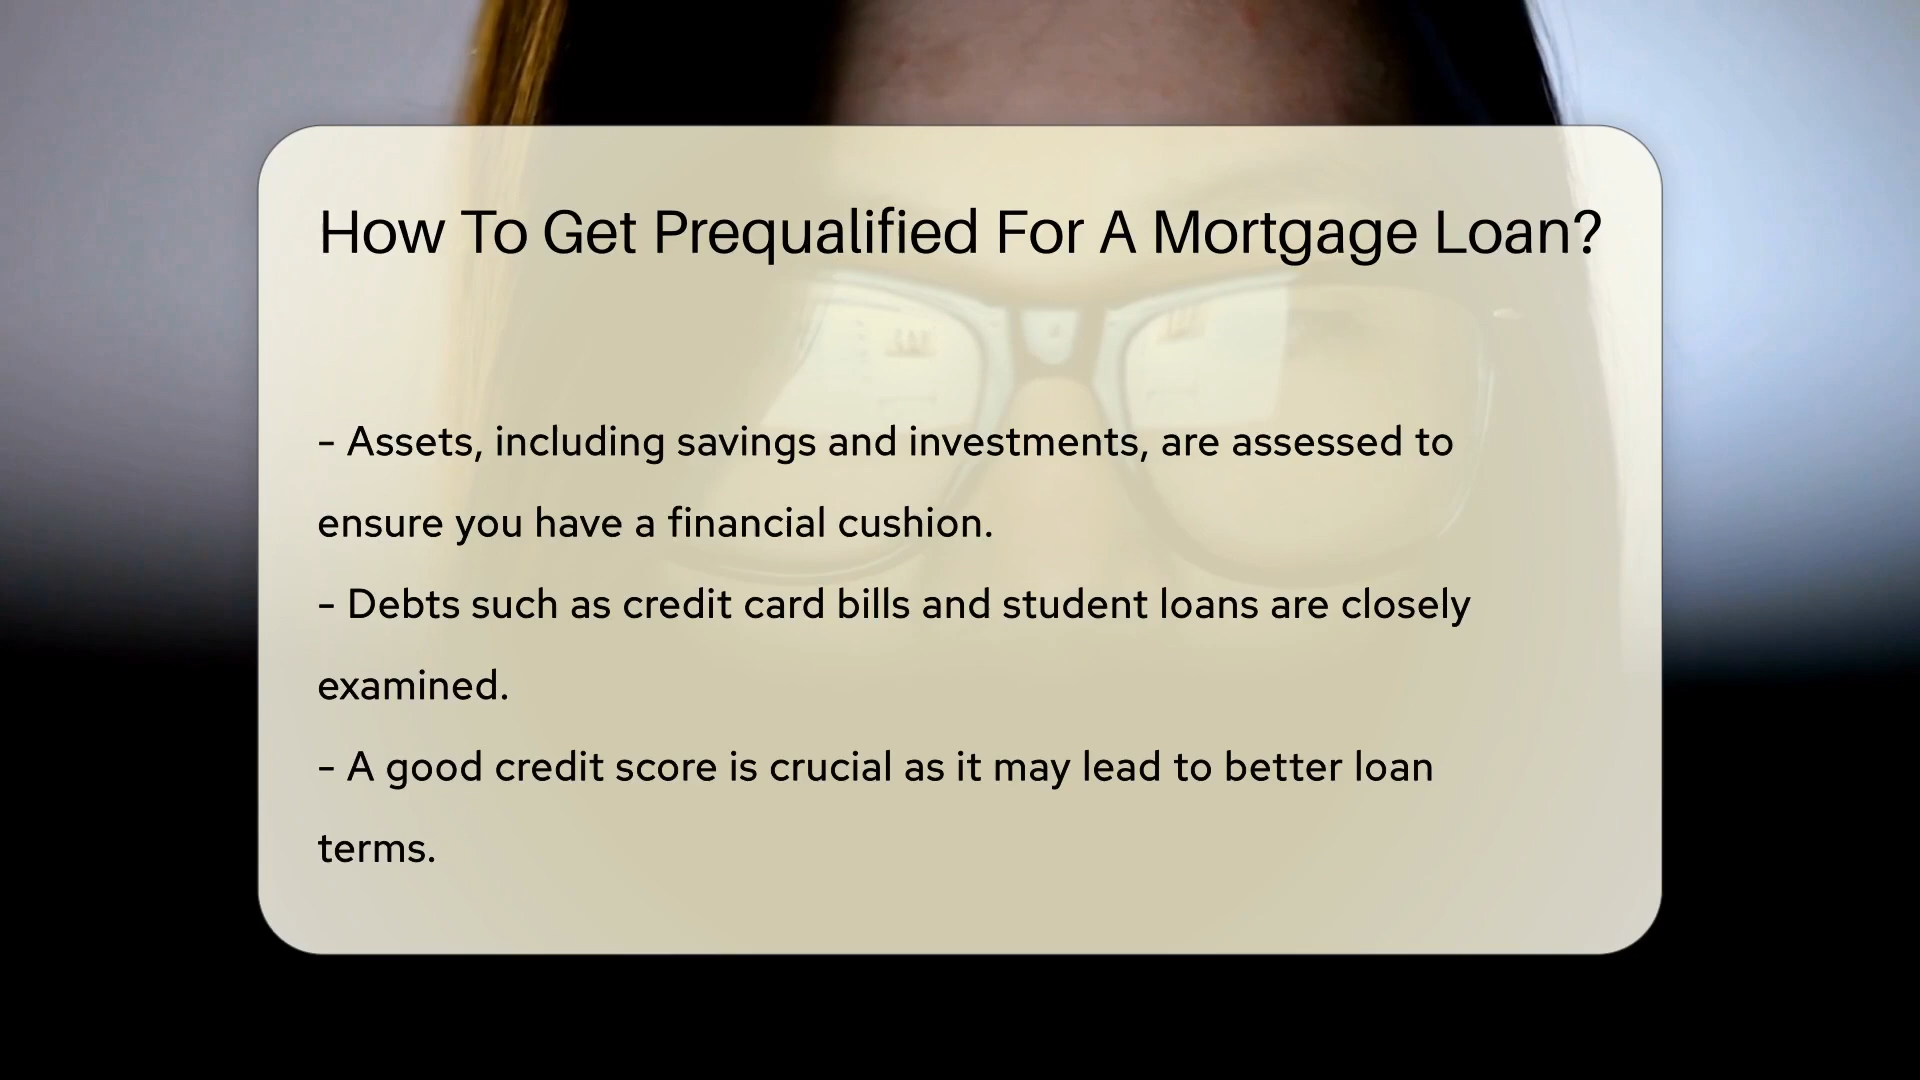 How To Get Prequalified For A Mortgage Loan?
- Assets, including savings and investments, are assessed to
ensure you have a financial cushion.
- Debts such as credit card bills and student loans are closely
examined.
- A good credit score is crucial as it may lead to better loan
terms.